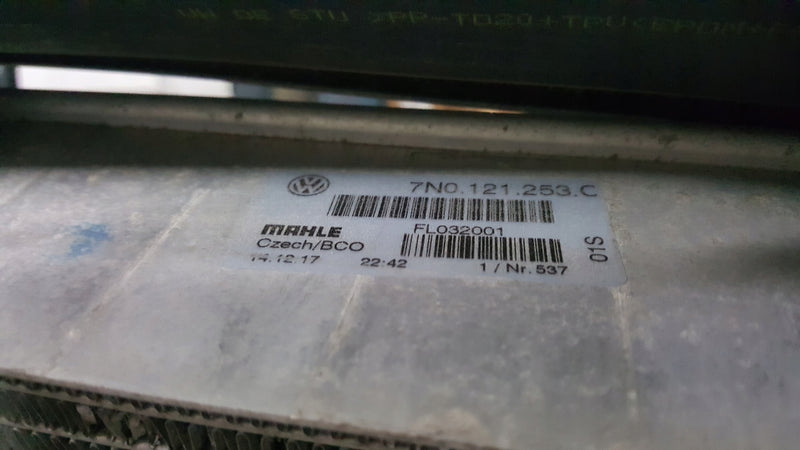 7N0.121.253.C
MAHLE FL032001
Czech/BCO
14.12.17 22:42 1 / Nr. 537
01S